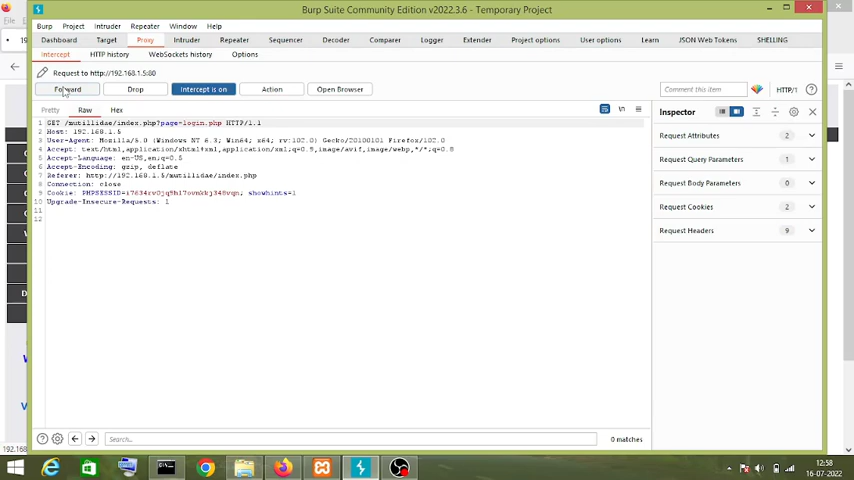 Burp Suite Community Edition v2022.3.6 - Temporary Project
Burp Project Intruder Repeater Window Help
Dashboard Target Proxy Intruder Repeater Sequencer Decoder Comparer Logger Extender Project options User options Learn JSON Web Tokens SHELLING
Intercept HTTP history WebSockets history Options
Request to http://192.168.1.5:80
Forward Drop Intercept is on Action Open Browser Comment this item HTTP/1
Pretty Raw Hex \n Inspector
1 GET /mutillidae/index.php?page=login.php HTTP/1.1
2 Host: 192.168.1.5
3 User-Agent: Mozilla/5.0 (Windows NT 6.3; Win64; x64; rv:102.0) Gecko/20100101 Firefox/102.0
4 Accept: text/html,application/xhtml+xml,application/xml;q=0.9,image/avif,image/webp,*/*;q=0.8
5 Accept-Language: en-US,en;q=0.5
6 Accept-Encoding: gzip, deflate
7 Referer: http://192.168.1.5/mutillidae/index.php
8 Connection: close
9 Cookie: showhints=1
10 Upgrade-Insecure-Requests: 1
11
12
Request Attributes 2
Request Query Parameters 1
Request Body Parameters 0
Request Cookies 2
Request Headers 9
Search... 0 matches
12:58
16-07-2022